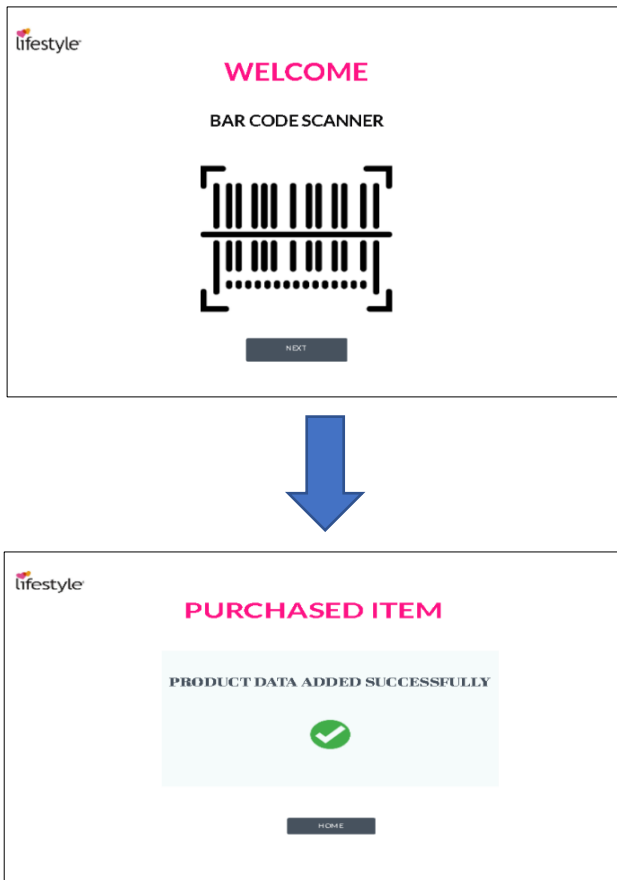 lifestyle
WELCOME
BAR CODE SCANNER
NEXT
lifestyle
PURCHASED ITEM
PRODUCT DATA ADDED SUCCESSFULLY
HOME